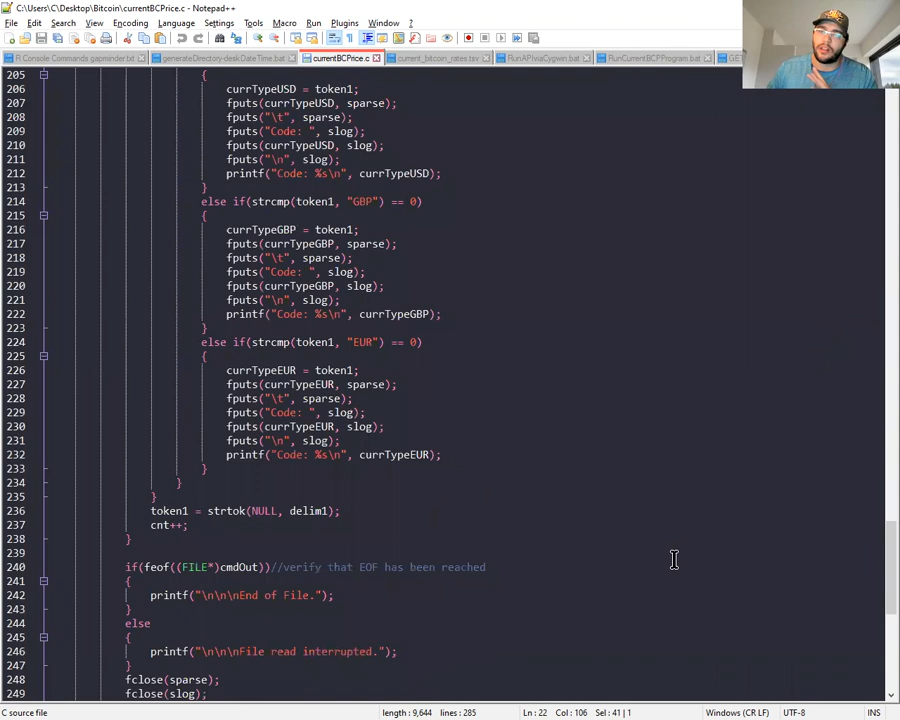 C:\Users\C\Desktop\Bitcoin\currentBCPrice.c - Notepad++
File Edit Search View Encoding Language Settings Tools Macro Run Plugins Window ?
R Console Commands gapminder.txt generateDirectory-deskDateTime.bat currentBCPrice.c current_bitcoin_rates.tsv RunAPIviaCygwin.bat RunCurrentBCPProgram.bat GET
205 {
206 currTypeUSD = token1;
207 fputs(currTypeUSD, sparse);
208 fputs("\t", sparse);
209 fputs("Code: ", slog);
210 fputs(currTypeUSD, slog);
211 fputs("\n", slog);
212 printf("Code: %s\n", currTypeUSD);
213 }
214 else if(strcmp(token1, "GBP") == 0)
215 {
216 currTypeGBP = token1;
217 fputs(currTypeGBP, sparse);
218 fputs("\t", sparse);
219 fputs("Code: ", slog);
220 fputs(currTypeGBP, slog);
221 fputs("\n", slog);
222 printf("Code: %s\n", currTypeGBP);
223 }
224 else if(strcmp(token1, "EUR") == 0)
225 {
226 currTypeEUR = token1;
227 fputs(currTypeEUR, sparse);
228 fputs("\t", sparse);
229 fputs("Code: ", slog);
230 fputs(currTypeEUR, slog);
231 fputs("\n", slog);
232 printf("Code: %s\n", currTypeEUR);
233 }
234 }
235 }
236 token1 = strtok(NULL, delim1);
237 cnt++;
238 }
239
240 if(feof((FILE*)cmdOut))//verify that EOF has been reached
241 {
242 printf("\n\n\nEnd of File.");
243 }
244 else
245 {
246 printf("\n\n\nFile read interrupted.");
247 }
248 fclose(sparse);
249 fclose(slog);
C source file length : 9,644 lines : 285 Ln : 22 Col : 106 Sel : 41 | 1 Windows (CR LF) UTF-8 INS